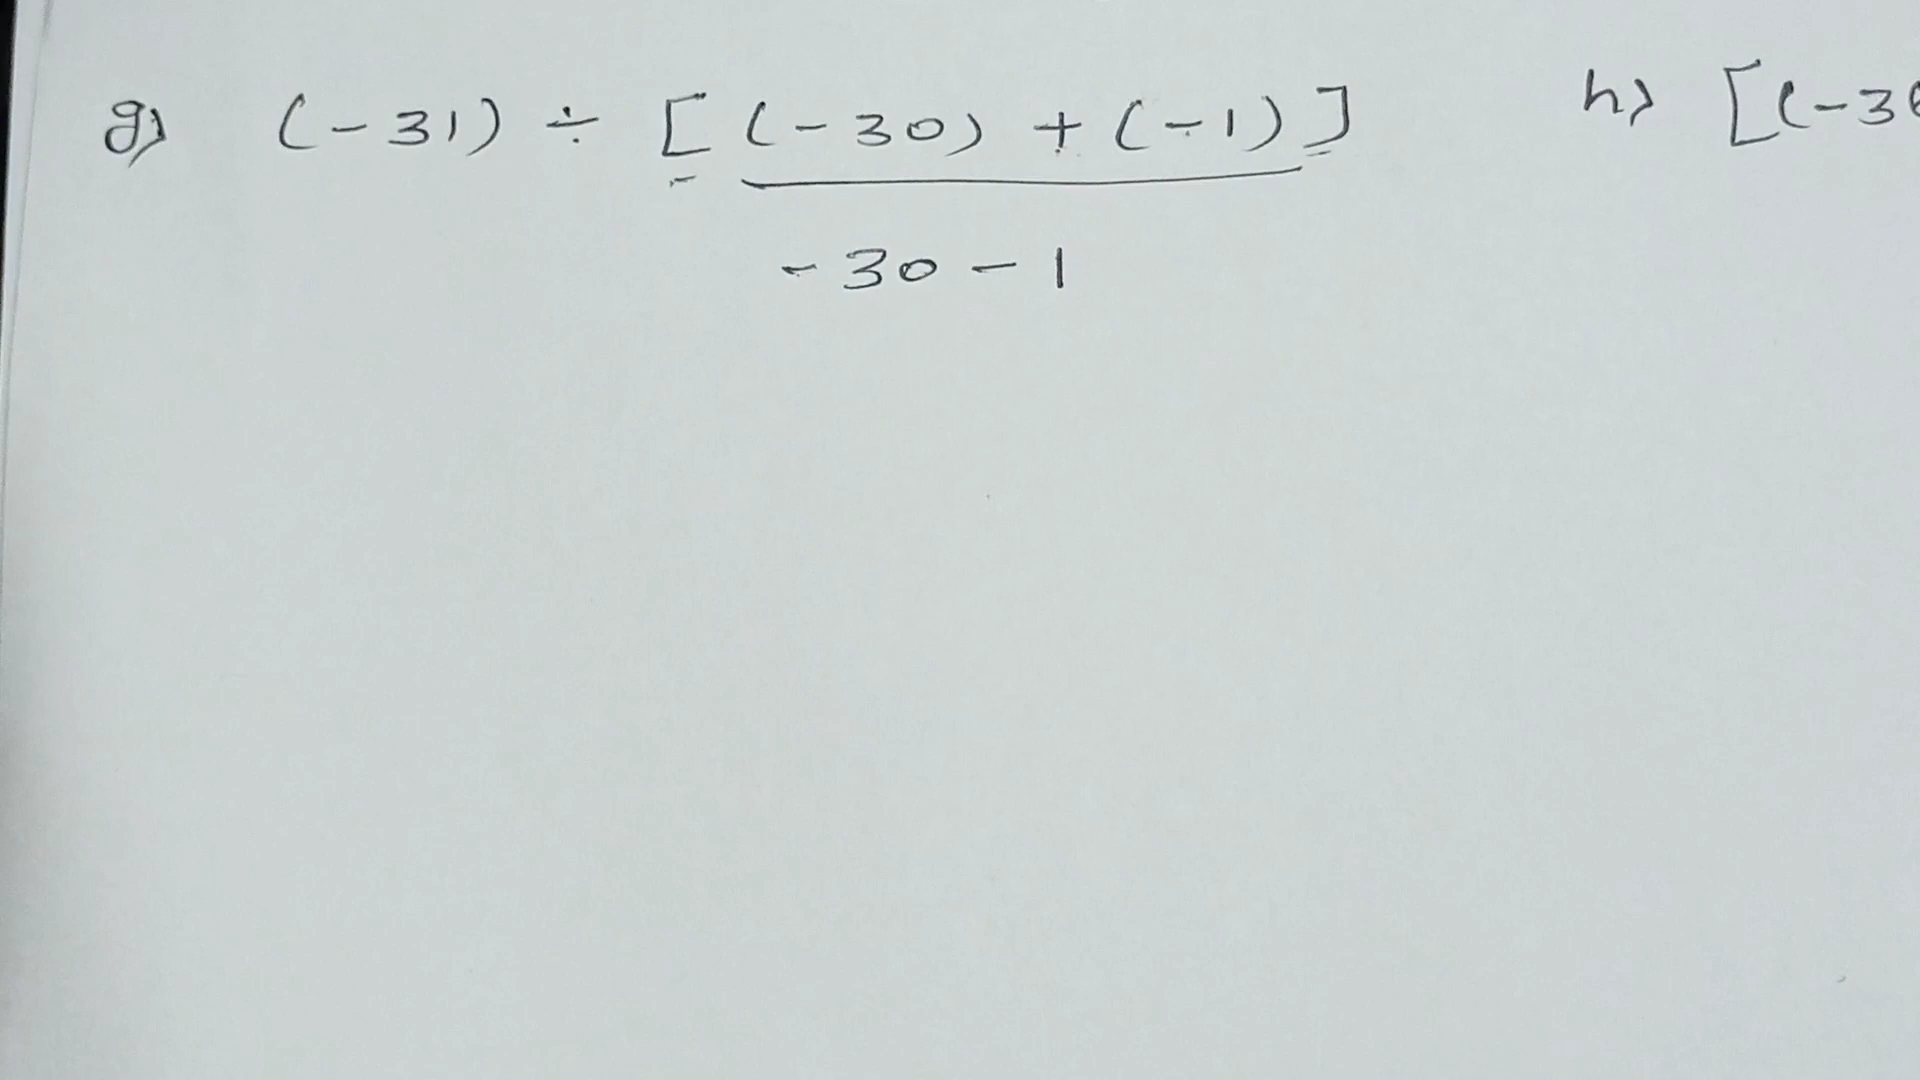 g) (-31) ÷ [(-30) + (-1)]
-30-1
h) [(-3